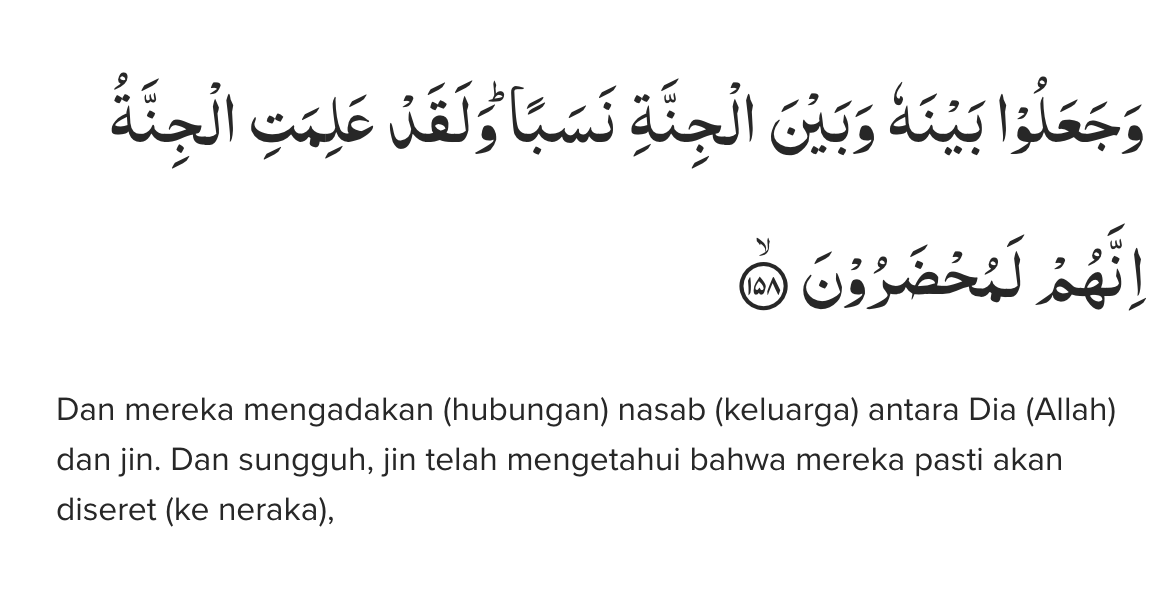 وَجَعَلُوْا بَيْنَهٗ وَبَيْنَ الْجِنَّةِ نَسَبًا ۗوَلَقَدْ عَلِمَتِ الْجِنَّةُ
اِنَّهُمْ لَمُحْضَرُوْنَ ۙ ١٥٨
Dan mereka mengadakan (hubungan) nasab (keluarga) antara Dia (Allah)
dan jin. Dan sungguh, jin telah mengetahui bahwa mereka pasti akan
diseret (ke neraka),